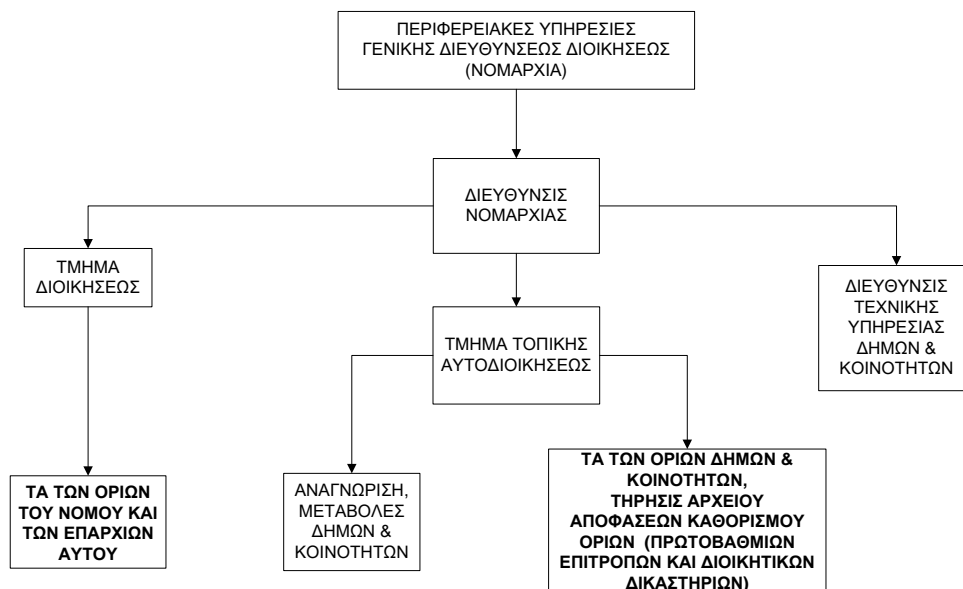 ΠΕΡΙΦΕΡΕΙΑΚΕΣ ΥΠΗΡΕΣΙΕΣ
ΓΕΝΙΚΗΣ ΔΙΕΥΘΥΝΣΕΩΣ ΔΙΟΙΚΗΣΕΩΣ
(ΝΟΜΑΡΧΙΑ)
ΔΙΕΥΘΥΝΣΙΣ
ΝΟΜΑΡΧΙΑΣ
ΤΜΗΜΑ
ΔΙΟΙΚΗΣΕΩΣ
ΤΜΗΜΑ ΤΟΠΙΚΗΣ
ΑΥΤΟΔΙΟΙΚΗΣΕΩΣ
ΔΙΕΥΘΥΝΣΙΣ
ΤΕΧΝΙΚΗΣ
ΥΠΗΡΕΣΙΑΣ
ΔΗΜΩΝ &
ΚΟΙΝΟΤΗΤΩΝ
ΤΑ ΤΩΝ ΟΡΙΩΝ
ΤΟΥ ΝΟΜΟΥ ΚΑΙ
ΤΩΝ ΕΠΑΡΧΙΩΝ
ΑΥΤΟΥ
ΑΝΑΓΝΩΡΙΣΗ,
ΜΕΤΑΒΟΛΕΣ
ΔΗΜΩΝ &
ΚΟΙΝΟΤΗΤΩΝ
ΤΑ ΤΩΝ ΟΡΙΩΝ ΔΗΜΩΝ &
ΚΟΙΝΟΤΗΤΩΝ,
ΤΗΡΗΣΙΣ ΑΡΧΕΙΟΥ
ΑΠΟΦΑΣΕΩΝ ΚΑΘΟΡΙΣΜΟΥ
ΟΡΙΩΝ (ΠΡΩΤΟΒΑΘΜΙΩΝ
ΕΠΙΤΡΟΠΩΝ ΚΑΙ ΔΙΟΙΚΗΤΙΚΩΝ
ΔΙΚΑΣΤΗΡΙΩΝ)